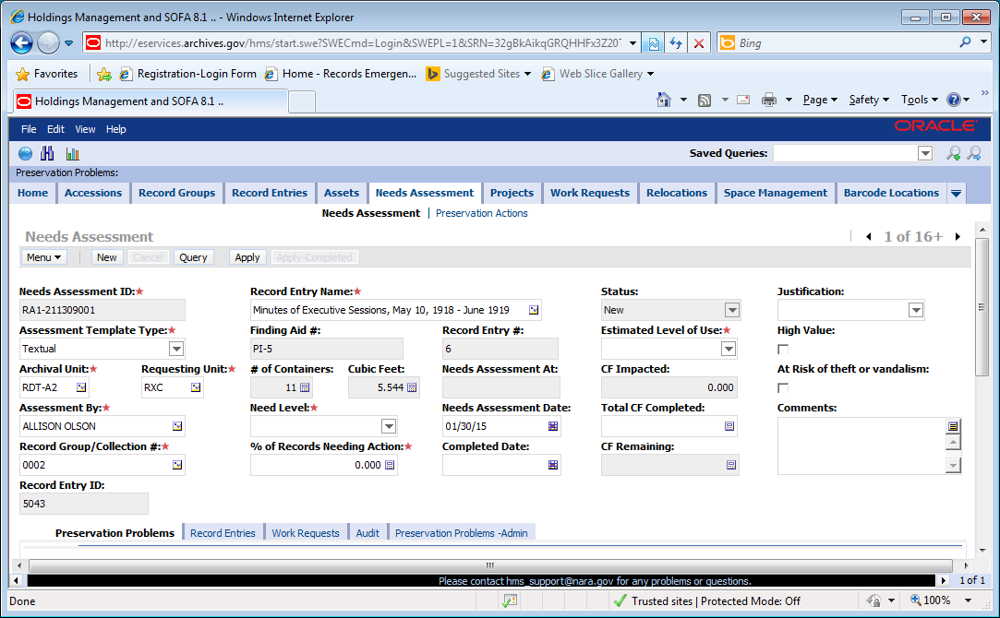 Holdings Management and SOFA 8.1 .. - Windows Internet Explorer
http://eservices.archives.gov/hms/start.swe?SWECmd=Login&SWEPL=1&SRN=32gBkAikqGRQHHFx3Z20T
Bing
Favorites Registration-Login Form Home - Records Emergen... Suggested Sites Web Slice Gallery
Holdings Management and SOFA 8.1 .. Page Safety Tools
File Edit View Help ORACLE
Saved Queries:
Preservation Problems:
Home Accessions Record Groups Record Entries Assets Needs Assessment Projects Work Requests Relocations Space Management Barcode Locations
Needs Assessment | Preservation Actions
Needs Assessment 1 of 16+
Menu New Cancel Query Apply Apply-Completed
Needs Assessment ID:* Record Entry Name:* Status: Justification:
RA1-211309001 Minutes of Executive Sessions, May 10, 1918 - June 1919 New
Assessment Template Type:* Finding Aid #: Record Entry #: Estimated Level of Use:* High Value:
Textual PI-5 6
Archival Unit:* Requesting Unit:* # of Containers: Cubic Feet: Needs Assessment At: CF Impacted: At Risk of theft or vandalism:
RDT-A2 RXC 11 5.544 0.000
Assessment By:* Need Level:* Needs Assessment Date: Total CF Completed: Comments:
ALLISON OLSON 01/30/15
Record Group/Collection #:* % of Records Needing Action:* Completed Date: CF Remaining:
0002 0.000
Record Entry ID:
5043
Preservation Problems Record Entries Work Requests Audit Preservation Problems -Admin
Please contact hms_support@nara.gov for any problems or questions. 1 of 1
Done Trusted sites | Protected Mode: Off 100%